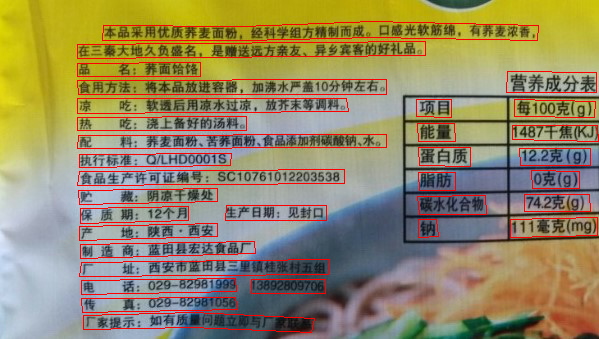 本品采用优质荞麦面粉，经科学组方精制而成。口感光软筋绵，有荞麦浓香，
在三秦大地久负盛名，是赠送远方亲友、异乡宾客的好礼品。
品 名：荞面饸饹
食用方法：将本品放进容器，加沸水严盖10分钟左右。
凉 吃：软透后用凉水过凉，放芥末等调料。
热 吃：浇上备好的汤料。
配 料：荞麦面粉、苦荞面粉、食品添加剂碳酸钠、水。
执行标准：Q/LHD0001S
食品生产许可证编号：SC10761012203538
贮 藏：阴凉干燥处
保 质 期：12个月 生产日期：见封口
产 地：陕西·西安
制 造 商：蓝田县宏达食品厂
厂 址：西安市蓝田县三里镇桂张村五组
电 话：029-82981999 13892809706
传 真：029-82981056
厂家提示：如有质量问题立即与厂家联系
营养成分表
项目 每100克(g)
能量 1487千焦(KJ)
蛋白质 12.2克(g)
脂肪 0克(g)
碳水化合物 74.2克(g)
钠 111毫克(mg)